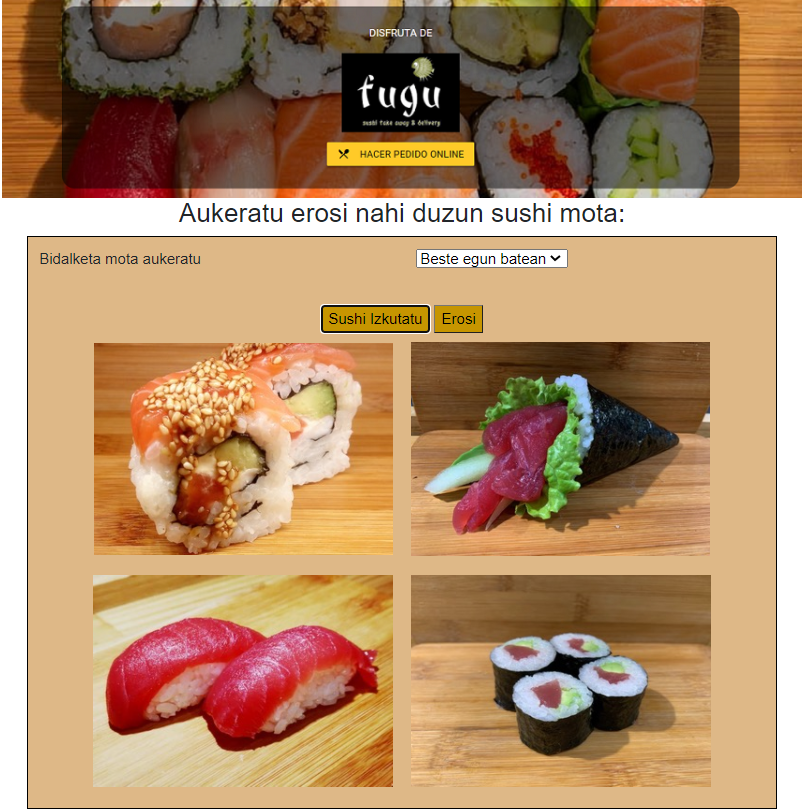 DISFRUTA DE
fugu
sushi take away & delivery
HACER PEDIDO ONLINE
Aukeratu erosi nahi duzun sushi mota:
Bidalketa mota aukeratu
Beste egun batean
Sushi Izkutatu
Erosi